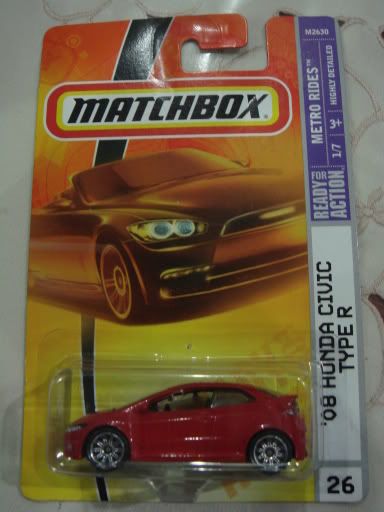 M2630
MATCHBOX
METRO RIDES™
HIGHLY DETAILED
1/7
3+
READY FOR
ACTION
'08 HONDA CIVIC
TYPE R
26